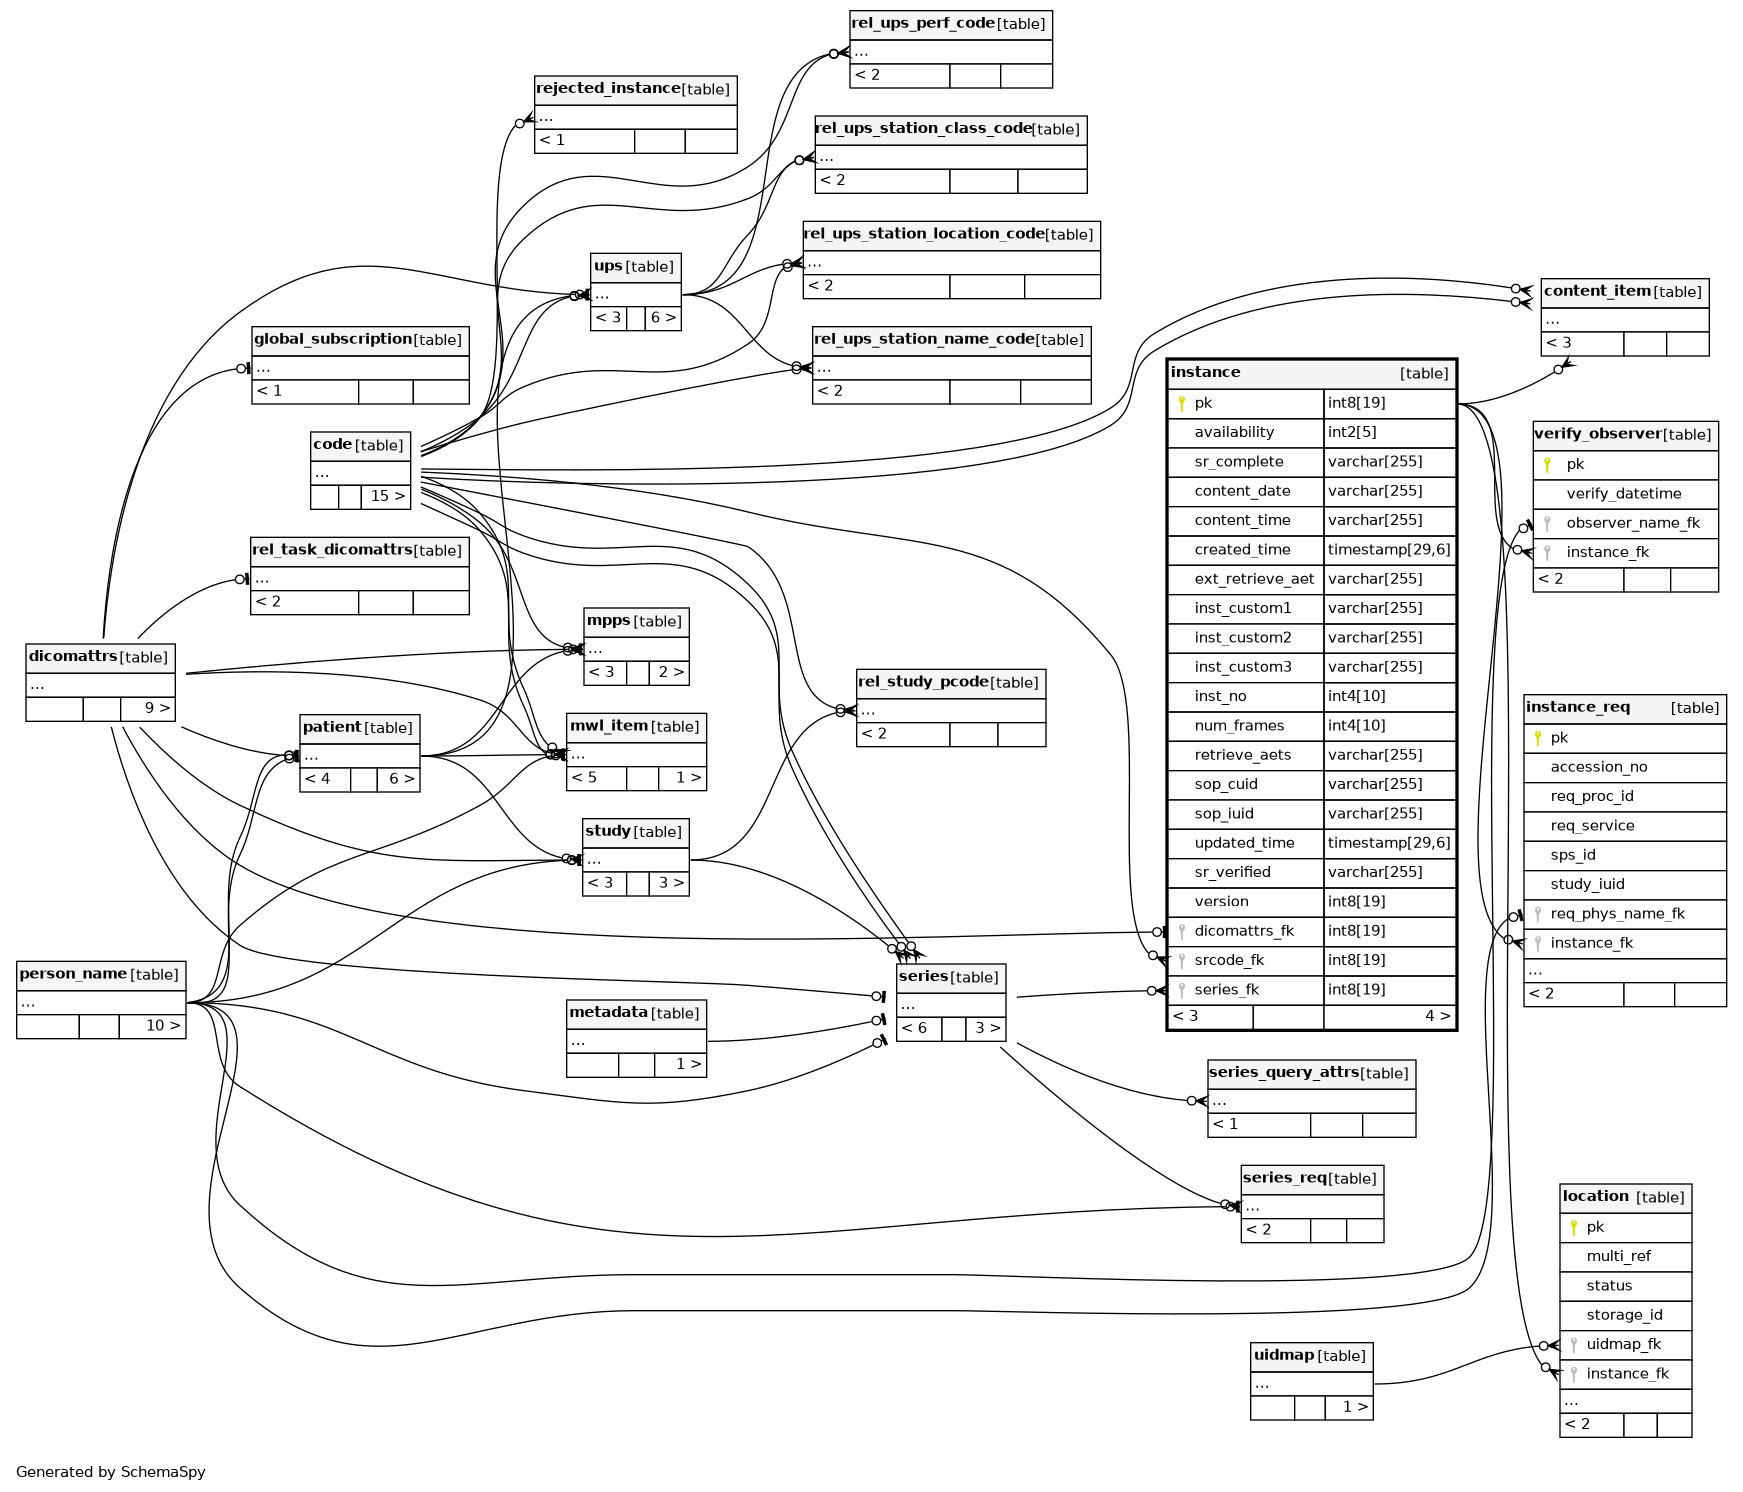 rel_ups_perf_code [table]
...
< 2
rejected_instance [table]
...
< 1
rel_ups_station_class_code [table]
...
< 2
rel_ups_station_location_code [table]
...
< 2
ups [table]
...
< 3 6 >
content_item [table]
...
< 3
global_subscription [table]
...
< 1
rel_ups_station_name_code [table]
...
< 2
code [table]
...
15 >
instance [table]
pk int8[19]
availability int2[5]
sr_complete varchar[255]
content_date varchar[255]
content_time varchar[255]
created_time timestamp[29,6]
ext_retrieve_aet varchar[255]
inst_custom1 varchar[255]
inst_custom2 varchar[255]
inst_custom3 varchar[255]
inst_no int4[10]
num_frames int4[10]
retrieve_aets varchar[255]
sop_cuid varchar[255]
sop_iuid varchar[255]
updated_time timestamp[29,6]
sr_verified varchar[255]
version int8[19]
dicomattrs_fk int8[19]
srcode_fk int8[19]
series_fk int8[19]
< 3 4 >
verify_observer [table]
pk
verify_datetime
observer_name_fk
instance_fk
< 2
rel_task_dicomattrs [table]
...
< 2
mpps [table]
...
< 3 2 >
dicomattrs [table]
...
9 >
rel_study_pcode [table]
...
< 2
instance_req [table]
pk
accession_no
req_proc_id
req_service
sps_id
study_iuid
req_phys_name_fk
instance_fk
...
< 2
patient [table]
...
< 4 6 >
mwl_item [table]
...
< 5 1 >
study [table]
...
< 3 3 >
person_name [table]
...
10 >
series [table]
...
< 6 3 >
metadata [table]
...
1 >
series_query_attrs [table]
...
< 1
series_req [table]
...
< 2
location [table]
pk
multi_ref
status
storage_id
uidmap_fk
instance_fk
...
< 2
uidmap [table]
...
1 >
Generated by SchemaSpy